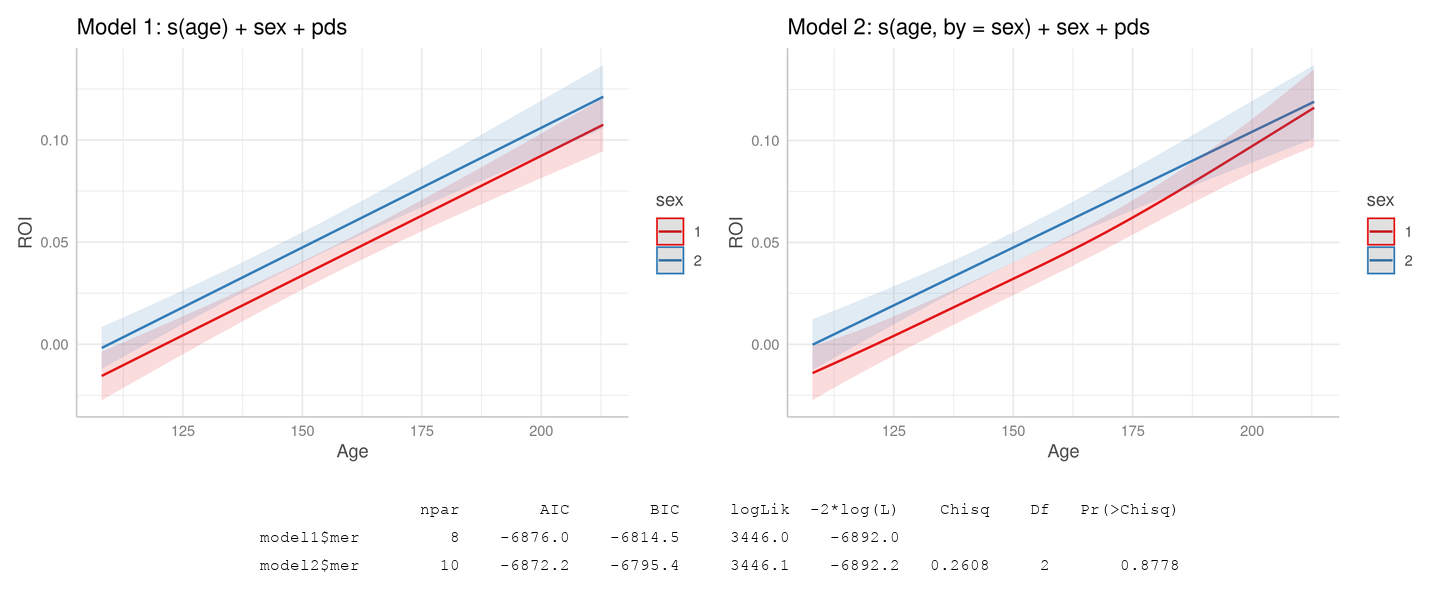 Model 1: s(age) + sex + pds
0.10
0.05
0.00
ROI
125 150 175 200
Age
sex
1
2
Model 2: s(age, by = sex) + sex + pds
0.10
0.05
0.00
ROI
125 150 175 200
Age
sex
1
2
npar AIC BIC logLik -2*log(L) Chisq Df Pr(>Chisq)
model1$mer 8 -6876.0 -6814.5 3446.0 -6892.0
model2$mer 10 -6872.2 -6795.4 3446.1 -6892.2 0.2608 2 0.8778